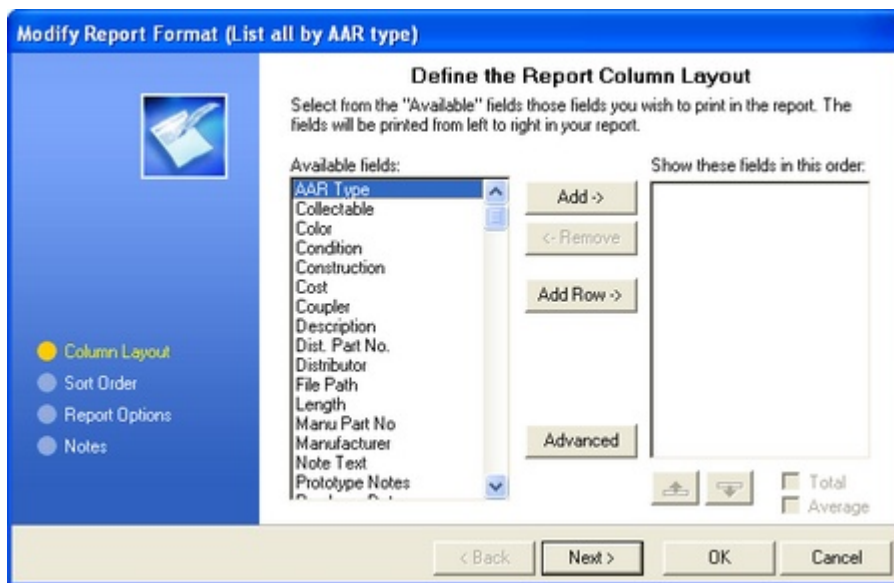 Modify Report Format (List all by AAR type)
Define the Report Column Layout
Select from the "Available" fields those fields you wish to print in the report. The
fields will be printed from left to right in your report.
Available fields:
Show these fields in this order:
AAR Type
Collectable
Color
Condition
Construction
Cost
Coupler
Description
Dist. Part No.
Distributor
File Path
Length
Manu Part No
Manufacturer
Note Text
Prototype Notes
Add ->
<- Remove
Add Row ->
Advanced
Total
Average
Column Layout
Sort Order
Report Options
Notes
< Back
Next >
OK
Cancel